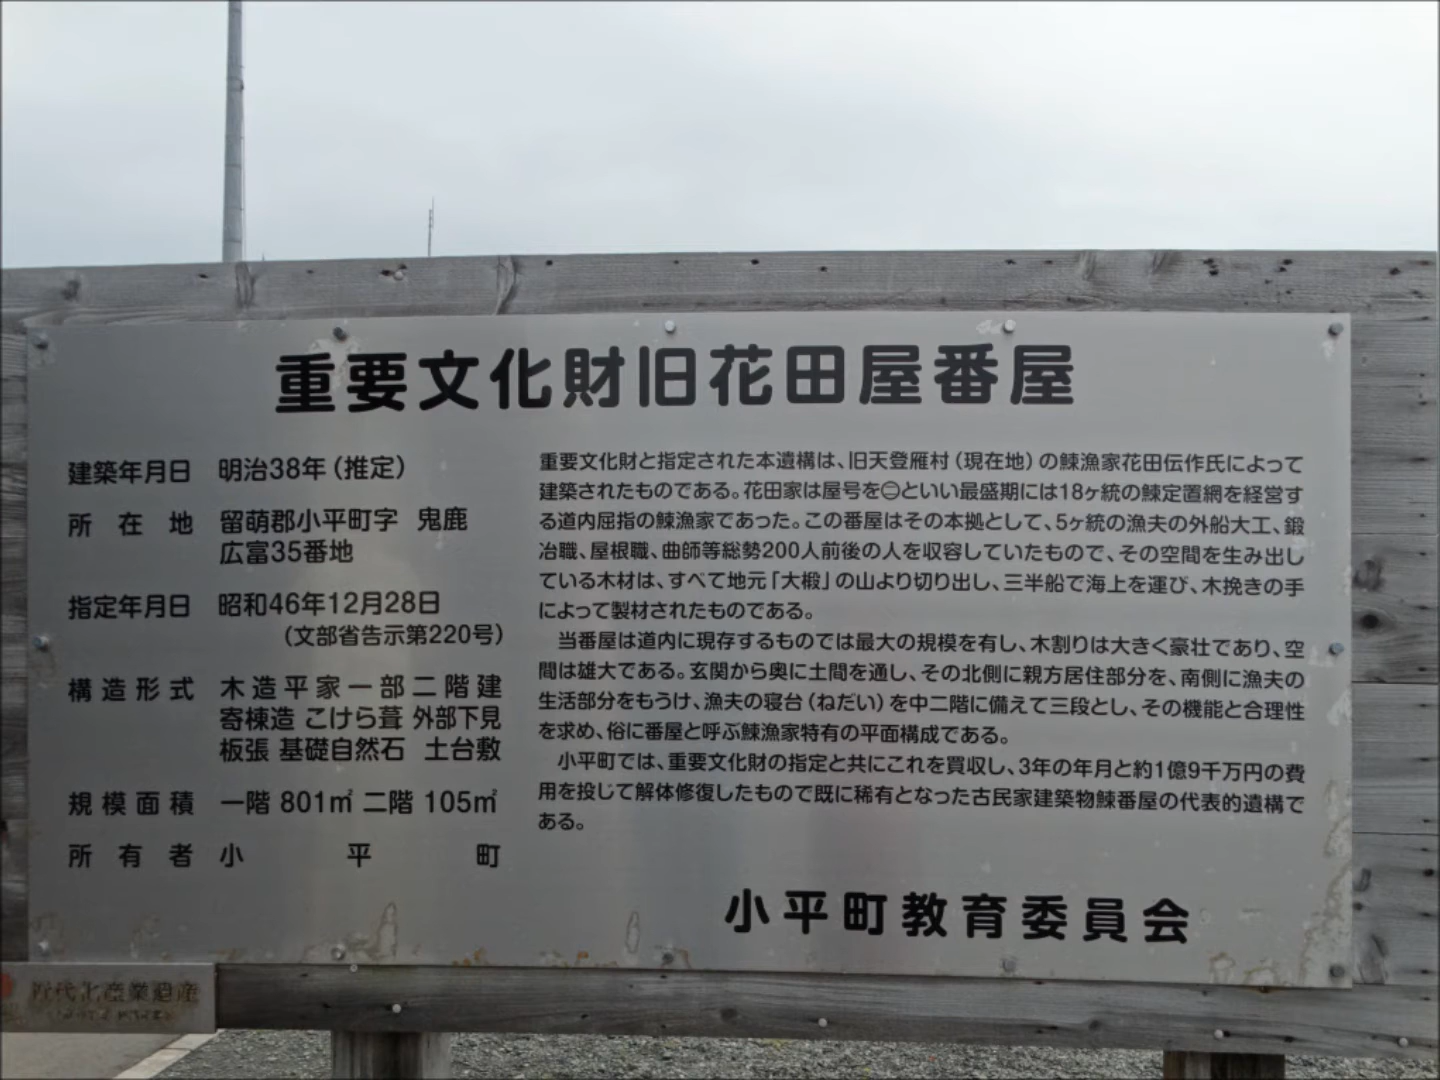 重要文化財旧花田屋番屋
建築年月日 明治38年（推定）
所在地 留萌郡小平町字 鬼鹿
広富35番地
指定年月日 昭和46年12月28日
（文部省告示第220号）
構造形式 木造平家一部二階建
寄棟造 こけら葺 外部下見
板張 基礎自然石 土台敷
規模面積 一階 801㎡ 二階 105㎡
所有者 小平町
重要文化財と指定された本遺構は、旧天登雁村（現在地）の鰊漁家花田伝作氏によって
建築されたものである。花田家は屋号を㊁といい最盛期には18ヶ統の鰊定置網を経営す
る道内屈指の鰊漁家であった。この番屋はその本拠として、5ヶ統の漁夫の外船大工、鍛
冶職、屋根職、曲師等総勢200人前後の人を収容していたもので、その空間を生み出し
ている木材は、すべて地元「大椴」の山より切り出し、三半船で海上を運び、木挽きの手
によって製材されたものである。
当番屋は道内に現存するものでは最大の規模を有し、木割りは大きく豪壮であり、空
間は雄大である。玄関から奥に土間を通し、その北側に親方居住部分を、南側に漁夫の
生活部分をもうけ、漁夫の寝台（ねだい）を中二階に備えて三段とし、その機能と合理性
を求め、俗に番屋と呼ぶ鰊漁家特有の平面構成である。
小平町では、重要文化財の指定と共にこれを買収し、3年の年月と約1億9千万円の費
用を投じて解体修復したもので既に稀有となった古民家建築物鰊番屋の代表的遺構で
ある。
小平町教育委員会
近代化産業遺産